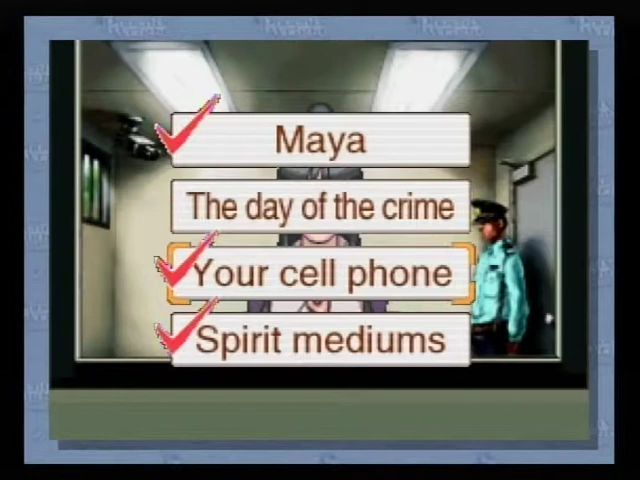 Maya
The day of the crime
Your cell phone
Spirit mediums